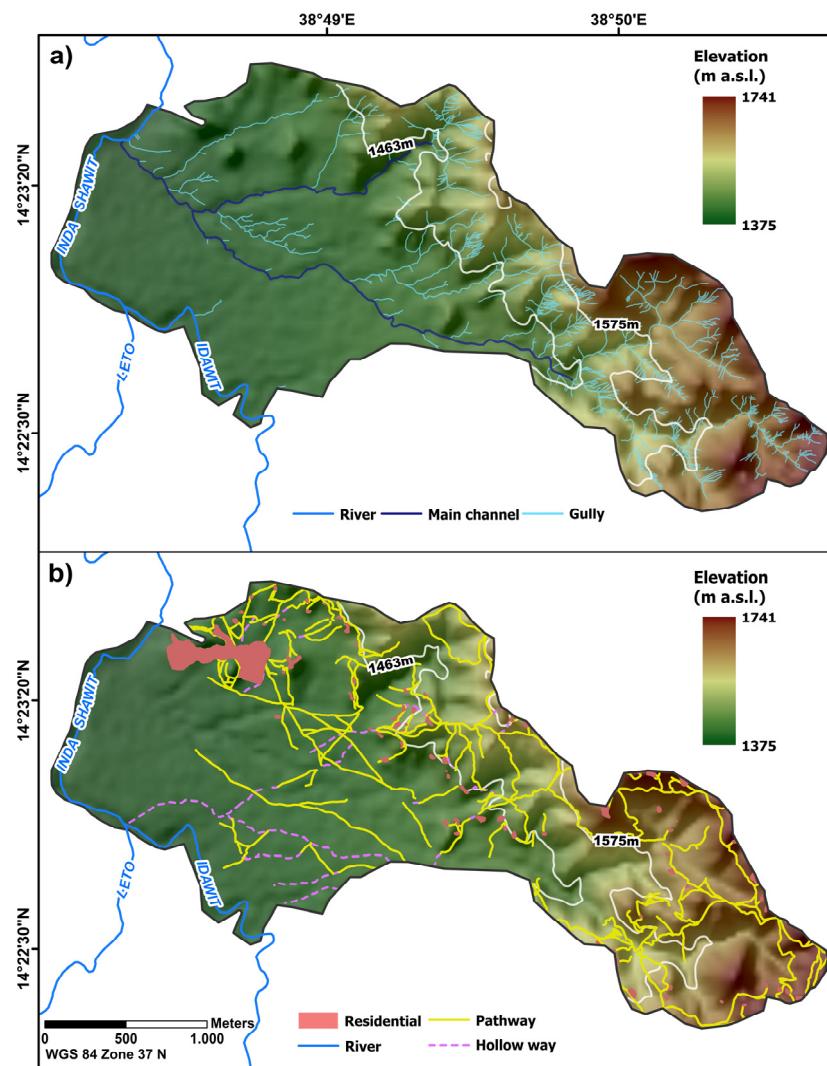 38°49'E
38°50'E
a)
Elevation
(m a.s.l.)
1741
1375
14°23'20"N
14°22'30"N
1463m
1575m
INDA SHAWIT
L·ETO
IDAWIT
River
Main channel
Gully
b)
Elevation
(m a.s.l.)
1741
1375
14°23'20"N
14°22'30"N
1463m
1575m
INDA SHAWIT
L·ETO
IDAWIT
0 500 1.000 Meters
WGS 84 Zone 37 N
Residential
Pathway
River
Hollow way